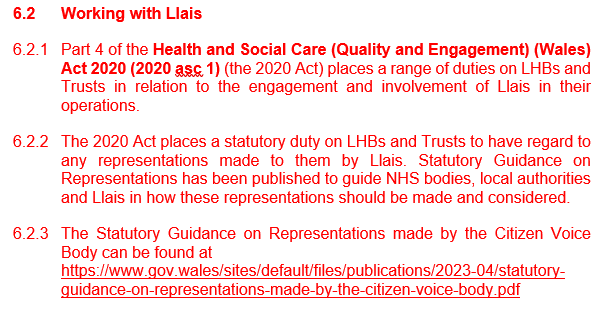 6.2 Working with Llais
6.2.1 Part 4 of the Health and Social Care (Quality and Engagement) (Wales)
Act 2020 (2020 asc 1) (the 2020 Act) places a range of duties on LHBs and
Trusts in relation to the engagement and involvement of Llais in their
operations.
6.2.2 The 2020 Act places a statutory duty on LHBs and Trusts to have regard to
any representations made to them by Llais. Statutory Guidance on
Representations has been published to guide NHS bodies, local authorities
and Llais in how these representations should be made and considered.
6.2.3 The Statutory Guidance on Representations made by the Citizen Voice
Body can be found at
https://www.gov.wales/sites/default/files/publications/2023-04/statutory-
guidance-on-representations-made-by-the-citizen-voice-body.pdf